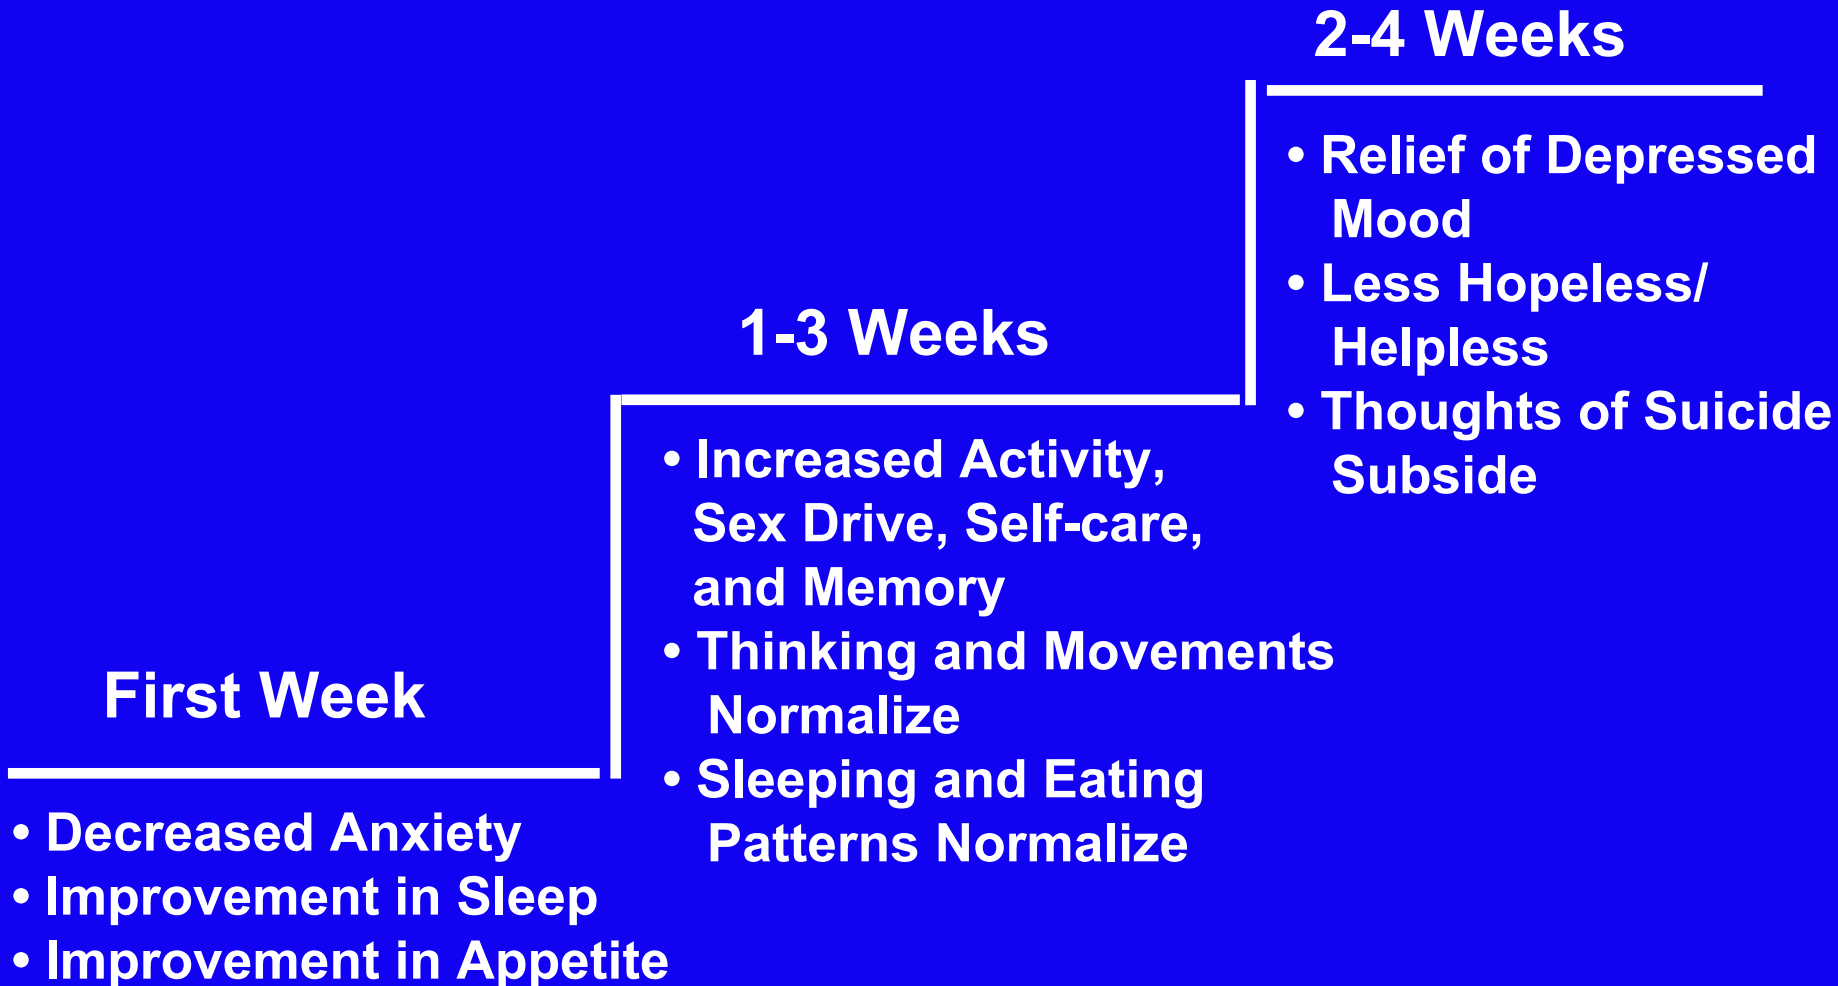 First Week
• Decreased Anxiety
• Improvement in Sleep
• Improvement in Appetite
1-3 Weeks
• Increased Activity,
Sex Drive, Self-care,
and Memory
• Thinking and Movements
Normalize
• Sleeping and Eating
Patterns Normalize
2-4 Weeks
• Relief of Depressed
Mood
• Less Hopeless/
Helpless
• Thoughts of Suicide
Subside